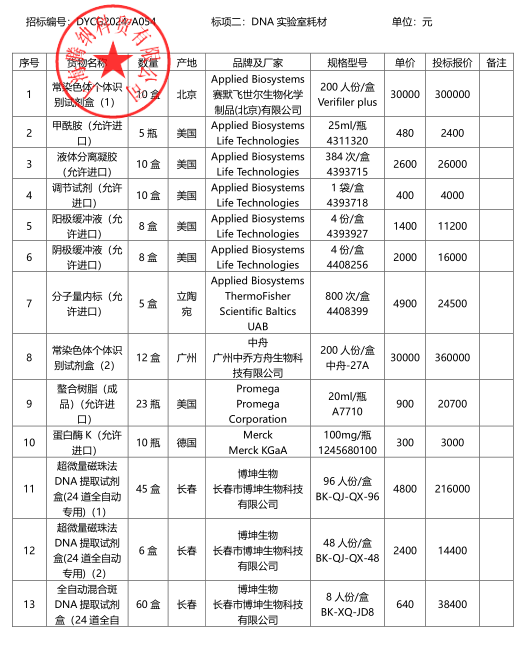 招标编号：DYCG2024-A054 标项二：DNA 实验室耗材 单位：元
序号 货物名称 数量 产地 品牌及厂家 规格型号 单价 投标报价 备注
1 常染色体个体识别试剂盒（1） 10 盒 北京 Applied Biosystems 赛默飞世尔生物化学制品(北京)有限公司 200 人份/盒 Verifiler plus 30000 300000
2 甲酰胺（允许进口） 5 瓶 美国 Applied Biosystems Life Technologies 25ml/瓶 4311320 480 2400
3 液体分离凝胶（允许进口） 10 盒 美国 Applied Biosystems Life Technologies 384 次/盒 4393715 2600 26000
4 调节试剂（允许进口） 10 盒 美国 Applied Biosystems Life Technologies 1 袋/盒 4393718 400 4000
5 阳极缓冲液（允许进口） 8 盒 美国 Applied Biosystems Life Technologies 4 份/盒 4393927 1400 11200
6 阴极缓冲液（允许进口） 8 盒 美国 Applied Biosystems Life Technologies 4 份/盒 4408256 2000 16000
7 分子量内标（允许进口） 5 盒 立陶宛 Applied Biosystems ThermoFisher Scientific Baltics UAB 800 次/盒 4408399 4900 24500
8 常染色体个体识别试剂盒（2） 12 盒 广州 中舟 广州中乔方舟生物科技有限公司 200 人份/盒 中舟-27A 30000 360000
9 螯合树脂（成品）（允许进口） 23 瓶 美国 Promega Promega Corporation 20ml/瓶 A7710 900 20700
10 蛋白酶 K（允许进口） 10 瓶 德国 Merck Merck KGaA 100mg/瓶 1245680100 300 3000
11 超微量磁珠法 DNA 提取试剂盒(24 道全自动专用)（1） 45 盒 长春 博坤生物 长春市博坤生物科技有限公司 96 人份/盒 BK-QJ-QX-96 4800 216000
12 超微量磁珠法 DNA 提取试剂盒(24 道全自动专用)（2） 6 盒 长春 博坤生物 长春市博坤生物科技有限公司 48 人份/盒 BK-QJ-QX-48 2400 14400
13 全自动混合斑 DNA 提取试剂盒（24 道全自 60 盒 长春 博坤生物 长春市博坤生物科技有限公司 8 人份/盒 BK-XQ-JD8 640 38400